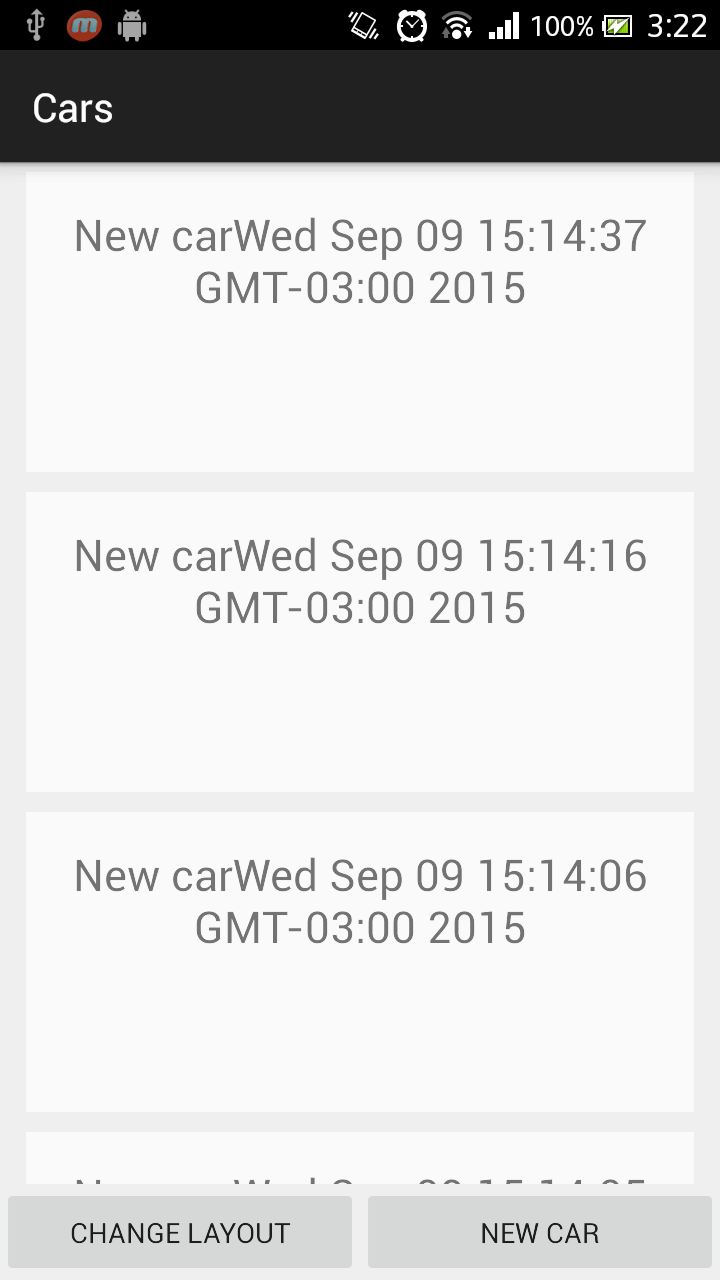 100% 3:22
Cars
New carWed Sep 09 15:14:37
GMT-03:00 2015
New carWed Sep 09 15:14:16
GMT-03:00 2015
New carWed Sep 09 15:14:06
GMT-03:00 2015
CHANGE LAYOUT
NEW CAR